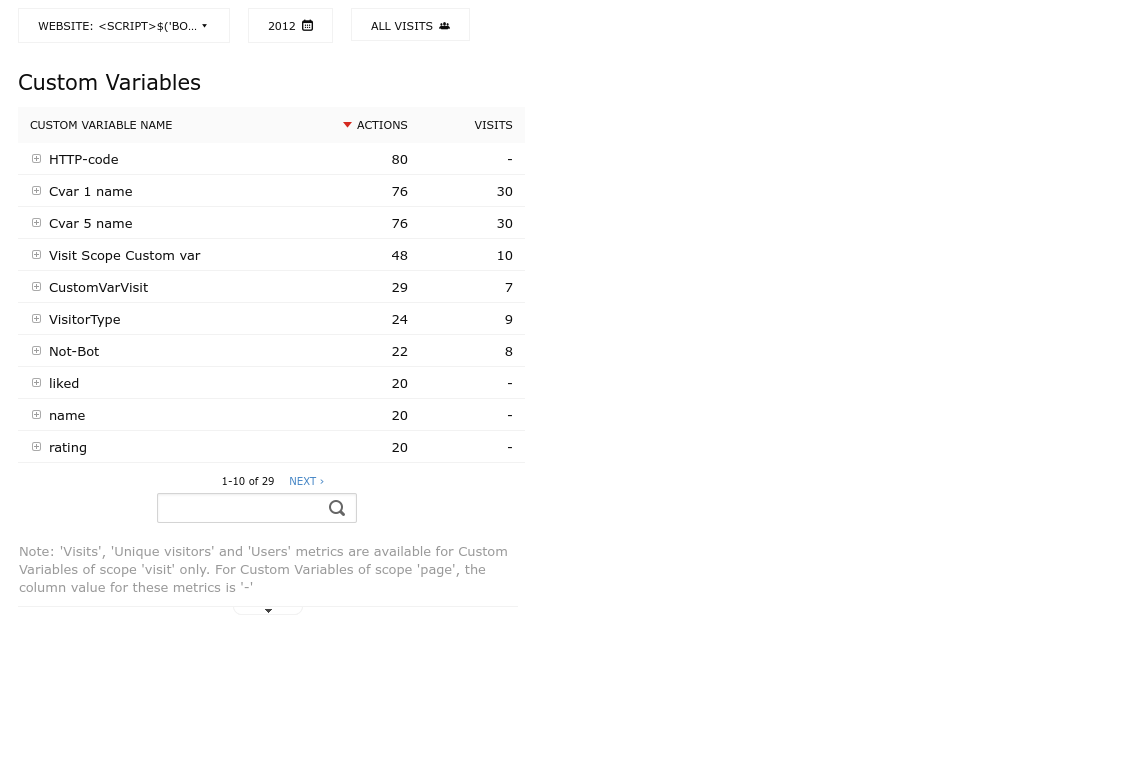 WEBSITE: <SCRIPT>$('BO... 2012 ALL VISITS
Custom Variables
CUSTOM VARIABLE NAME ACTIONS VISITS
HTTP-code 80 -
Cvar 1 name 76 30
Cvar 5 name 76 30
Visit Scope Custom var 48 10
CustomVarVisit 29 7
VisitorType 24 9
Not-Bot 22 8
liked 20 -
name 20 -
rating 20 -
1-10 of 29 NEXT ›
Note: 'Visits', 'Unique visitors' and 'Users' metrics are available for Custom
Variables of scope 'visit' only. For Custom Variables of scope 'page', the
column value for these metrics is '-'